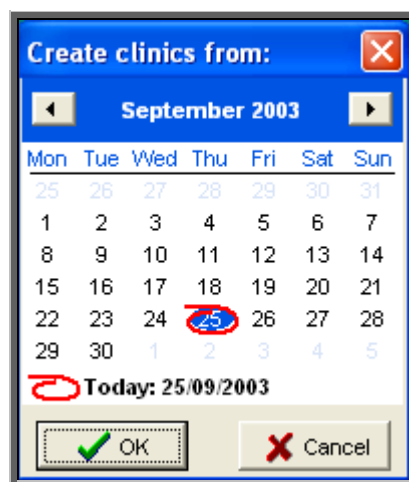 Create clinics from:
September 2003
Mon Tue Wed Thu Fri Sat Sun
25 26 27 28 29 30 31
1 2 3 4 5 6 7
8 9 10 11 12 13 14
15 16 17 18 19 20 21
22 23 24 25 26 27 28
29 30 1 2 3 4 5
Today: 25/09/2003
OK Cancel